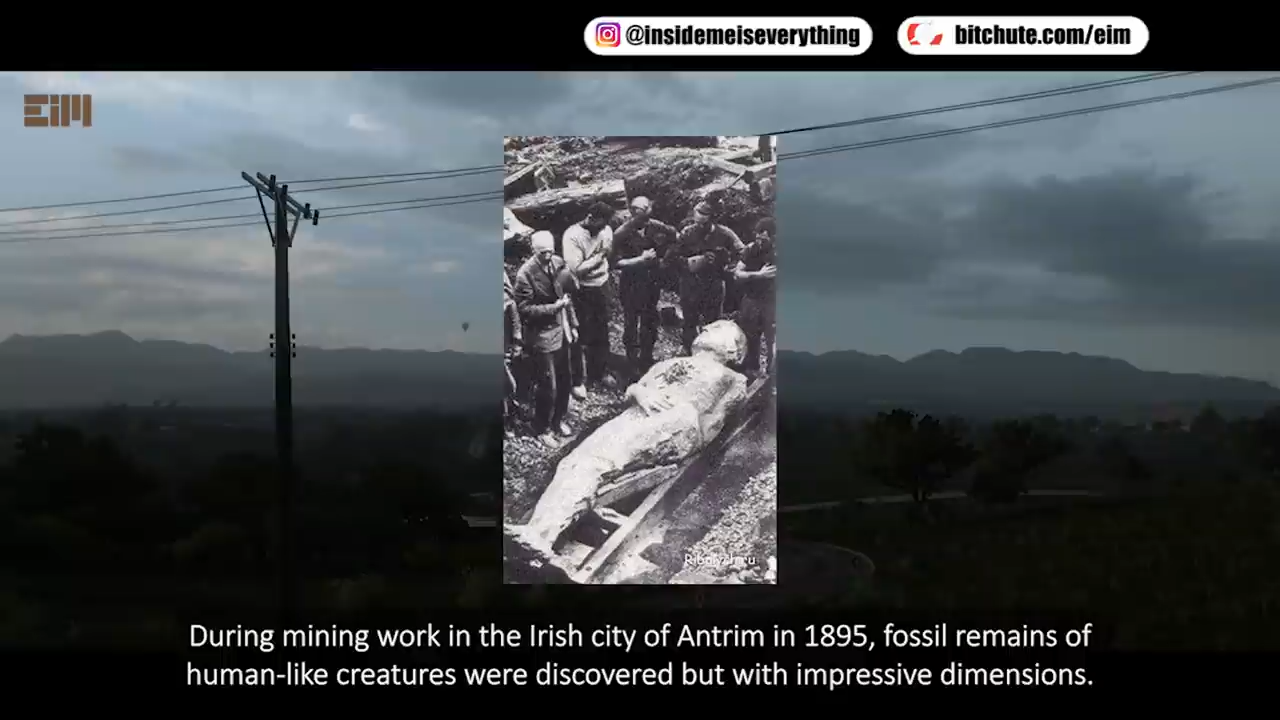 @insidemeiseverything
bitchute.com/eim
EiM
During mining work in the Irish city of Antrim in 1895, fossil remains of
human-like creatures were discovered but with impressive dimensions.